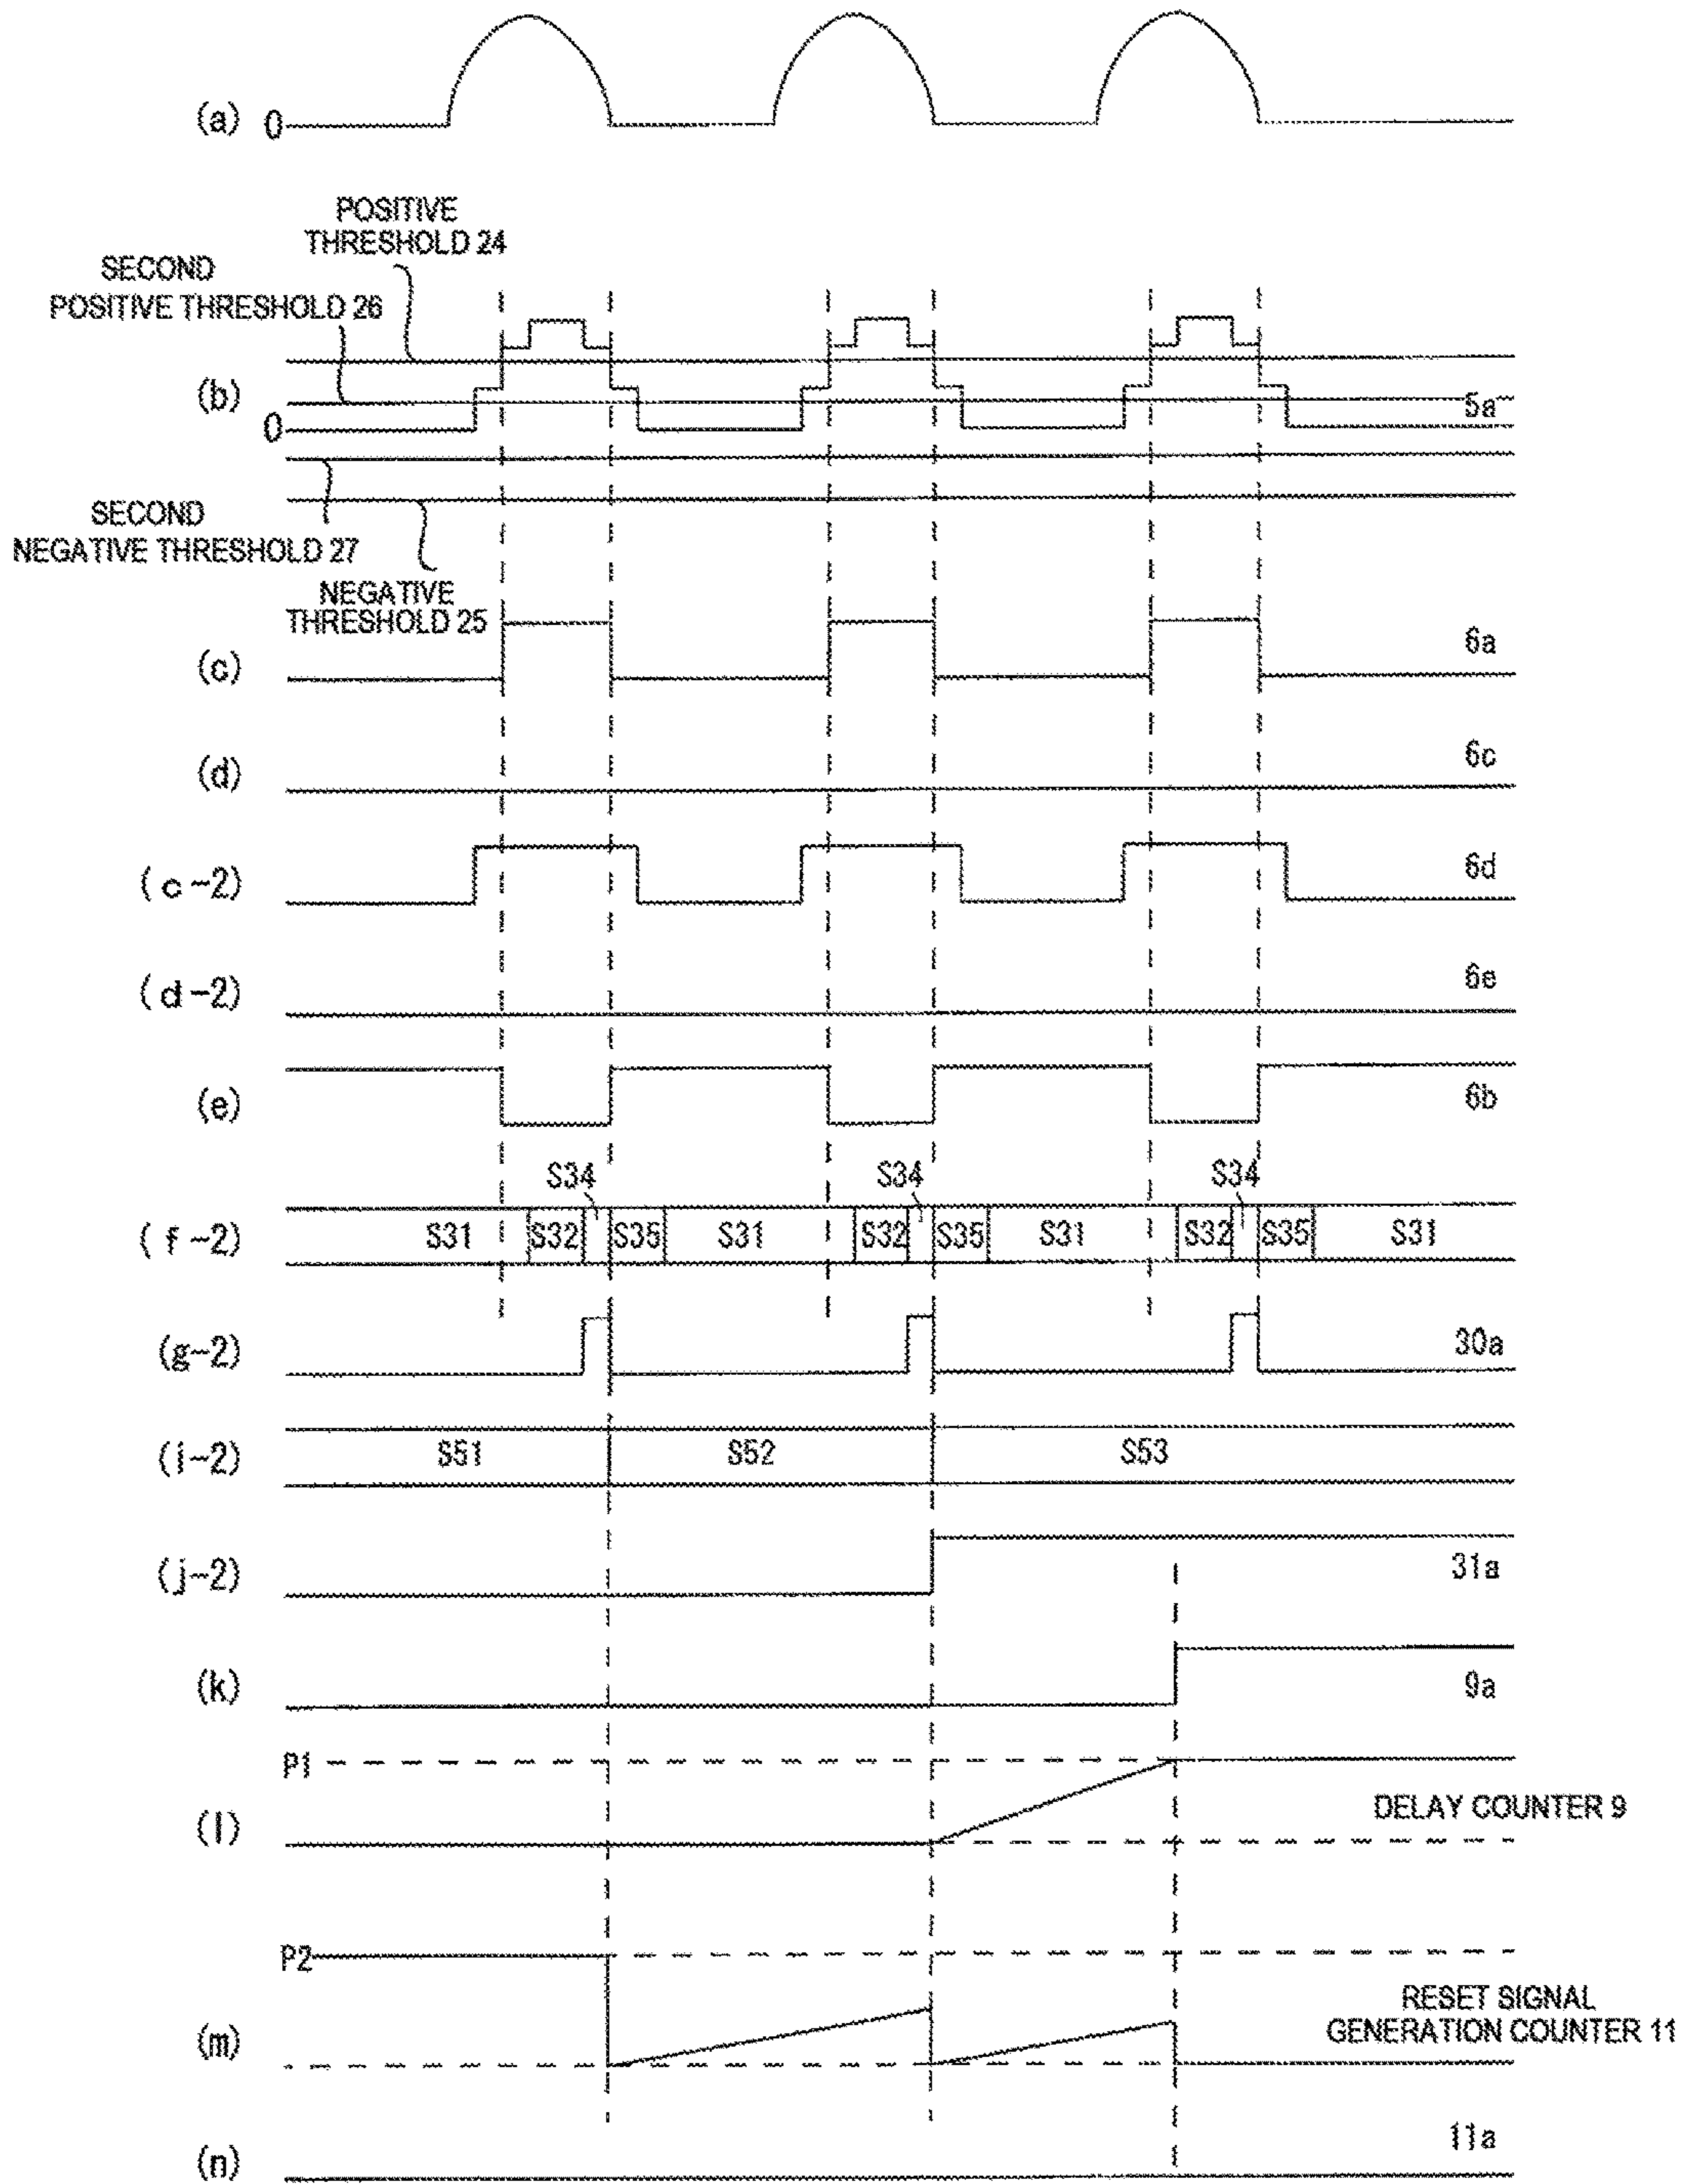 (a) 0
POSITIVE
THRESHOLD 24
SECOND
POSITIVE THRESHOLD 26
(b)
0
5a
SECOND
NEGATIVE THRESHOLD 27
NEGATIVE
THRESHOLD 25
(c)
6a
(d)
6c
(c-2)
6d
(d-2)
6e
(e)
6b
S34 S34 S34
(f-2) S31 S32 S35 S31 S32 S35 S31 S32 S35 S31
(g-2)
30a
(i-2) S51 S52 S53
(j-2)
31a
(k)
9a
P1
(l)
DELAY COUNTER 9
P2
(m)
RESET SIGNAL
GENERATION COUNTER 11
(n)
11a